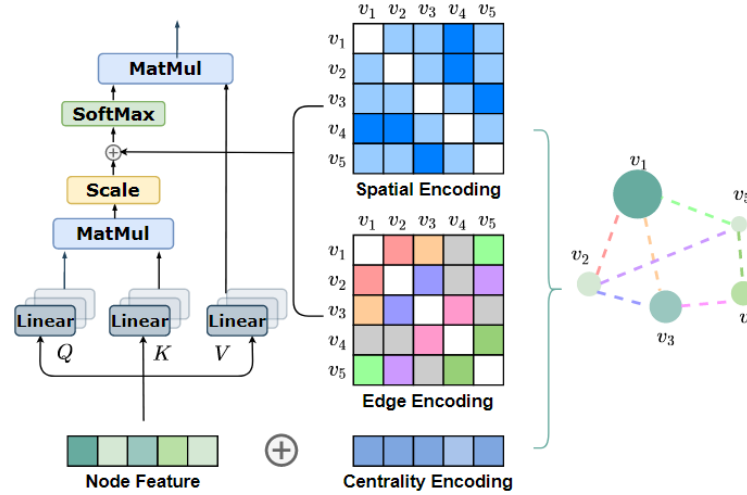 v1 v2 v3 v4 v5
v1
v2
v3
v4
v5
Spatial Encoding
MatMul
SoftMax
Scale
MatMul
Linear Linear Linear
Q K V
v1 v2 v3 v4 v5
v1
v2
v3
v4
v5
Edge Encoding
Node Feature
Centrality Encoding
v1
v2
v3